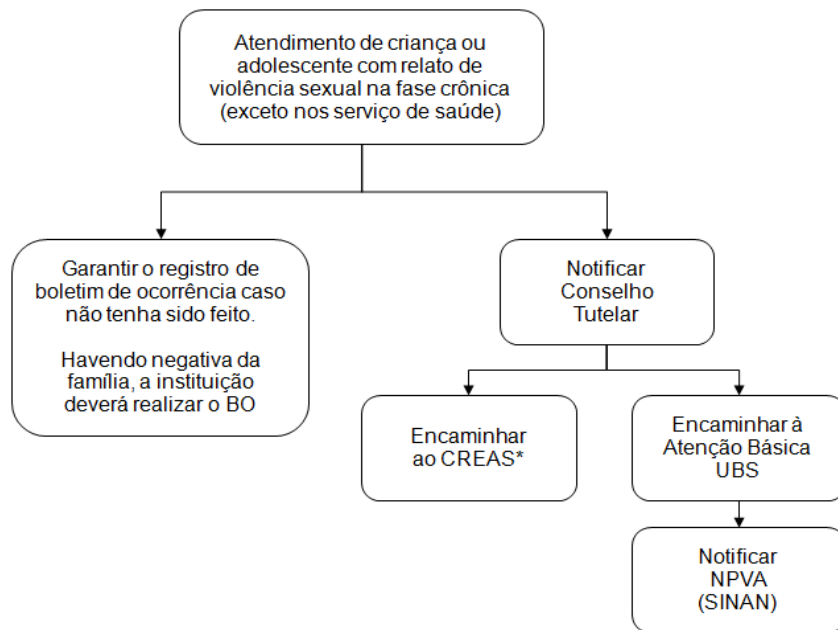 Atendimento de criança ou
adolescente com relato de
violência sexual na fase crônica
(exceto nos serviço de saúde)
Garantir o registro de
boletim de ocorrência caso
não tenha sido feito.
Havendo negativa da
família, a instituição
deverá realizar o BO
Notificar
Conselho
Tutelar
Encaminhar
ao CREAS*
Encaminhar à
Atenção Básica
UBS
Notificar
NPVA
(SINAN)